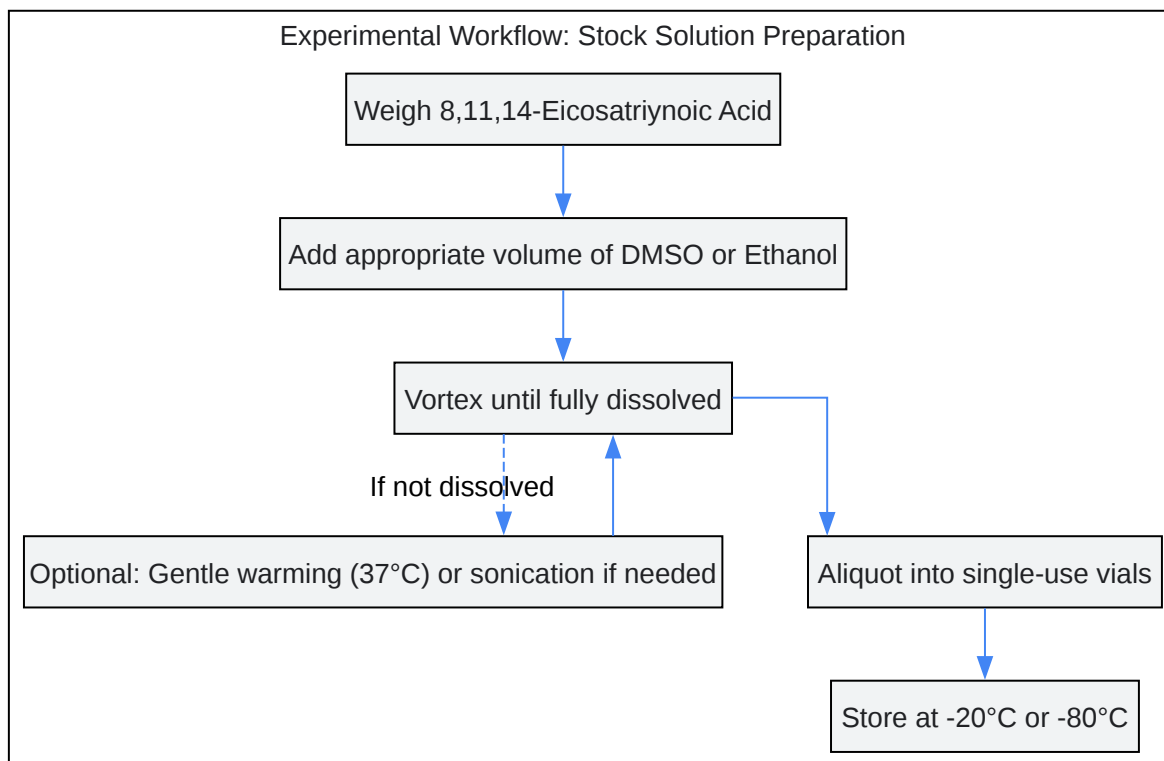 Experimental Workflow: Stock Solution Preparation
Weigh 8,11,14-Eicosatriynoic Acid
Add appropriate volume of DMSO or Ethanol
Vortex until fully dissolved
If not dissolved
Optional: Gentle warming (37°C) or sonication if needed
Aliquot into single-use vials
Store at -20°C or -80°C